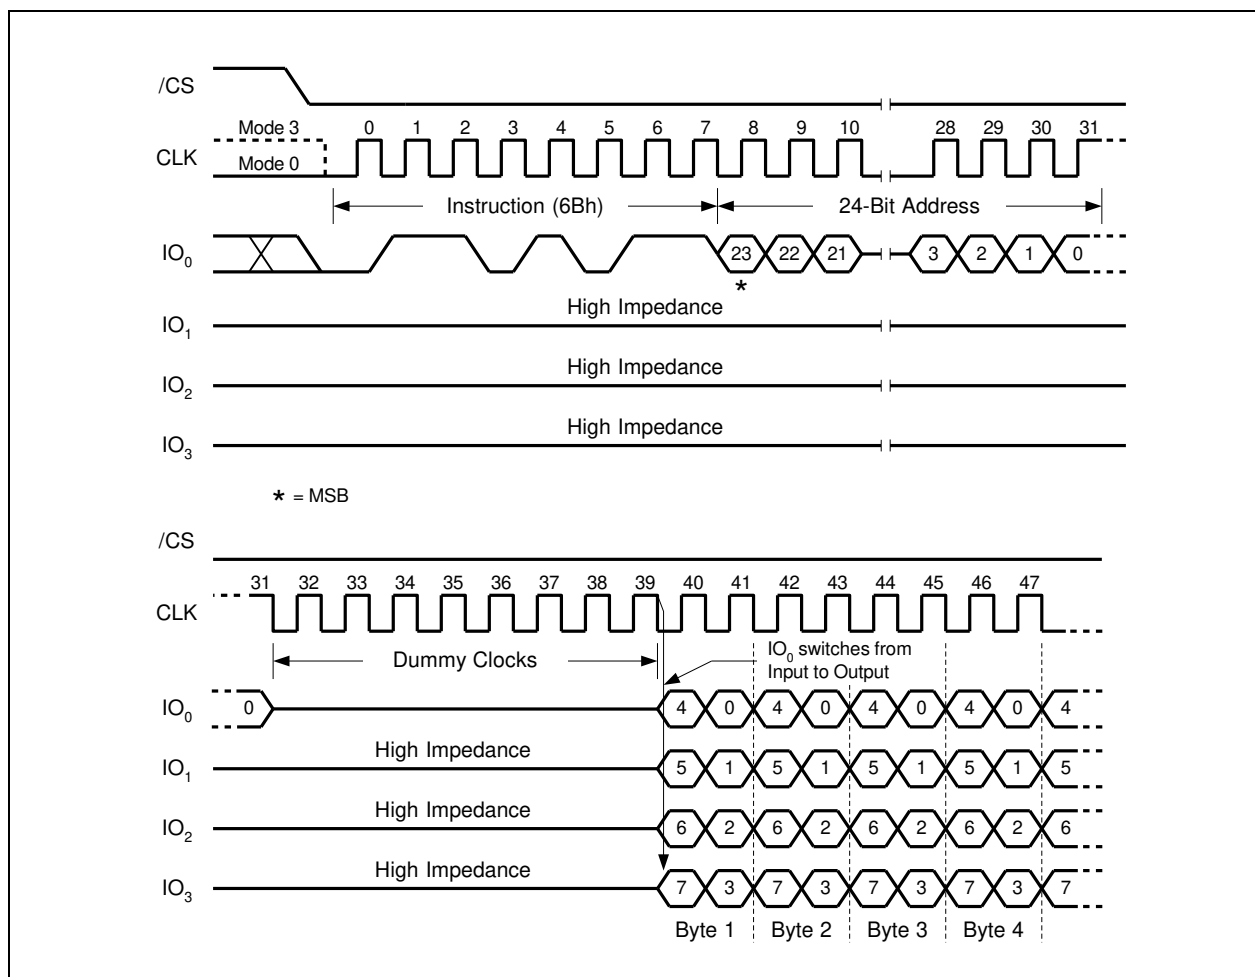 /CS
Mode 3 0 1 2 3 4 5 6 7 8 9 10 28 29 30 31
CLK Mode 0
Instruction (6Bh) 24-Bit Address
IO0 23 22 21 3 2 1 0
*
High Impedance
IO1
High Impedance
IO2
High Impedance
IO3
* = MSB
/CS
31 32 33 34 35 36 37 38 39 40 41 42 43 44 45 46 47
CLK
Dummy Clocks IO0 switches from
Input to Output
IO0 0 4 0 4 0 4 0 4 0 4
High Impedance
IO1 5 1 5 1 5 1 5 1 5
High Impedance
IO2 6 2 6 2 6 2 6 2 6
High Impedance
IO3 7 3 7 3 7 3 7 3 7
Byte 1 Byte 2 Byte 3 Byte 4